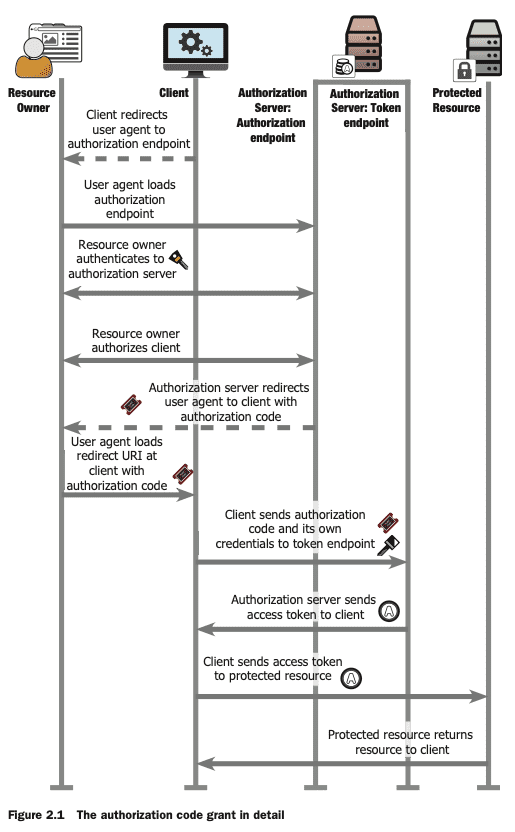 Resource
Owner
Client
Authorization
Server:
Authorization
endpoint
Authorization
Server: Token
endpoint
Protected
Resource
Client redirects
user agent to
authorization endpoint
User agent loads
authorization
endpoint
Resource owner
authenticates to
authorization server
Resource owner
authorizes client
Authorization server redirects
user agent to client with
authorization code
User agent loads
redirect URI at
client with
authorization code
Client sends authorization
code and its own
credentials to token endpoint
Authorization server sends
access token to client
A
Client sends access token
to protected resource
A
Protected resource returns
resource to client
Figure 2.1 The authorization code grant in detail